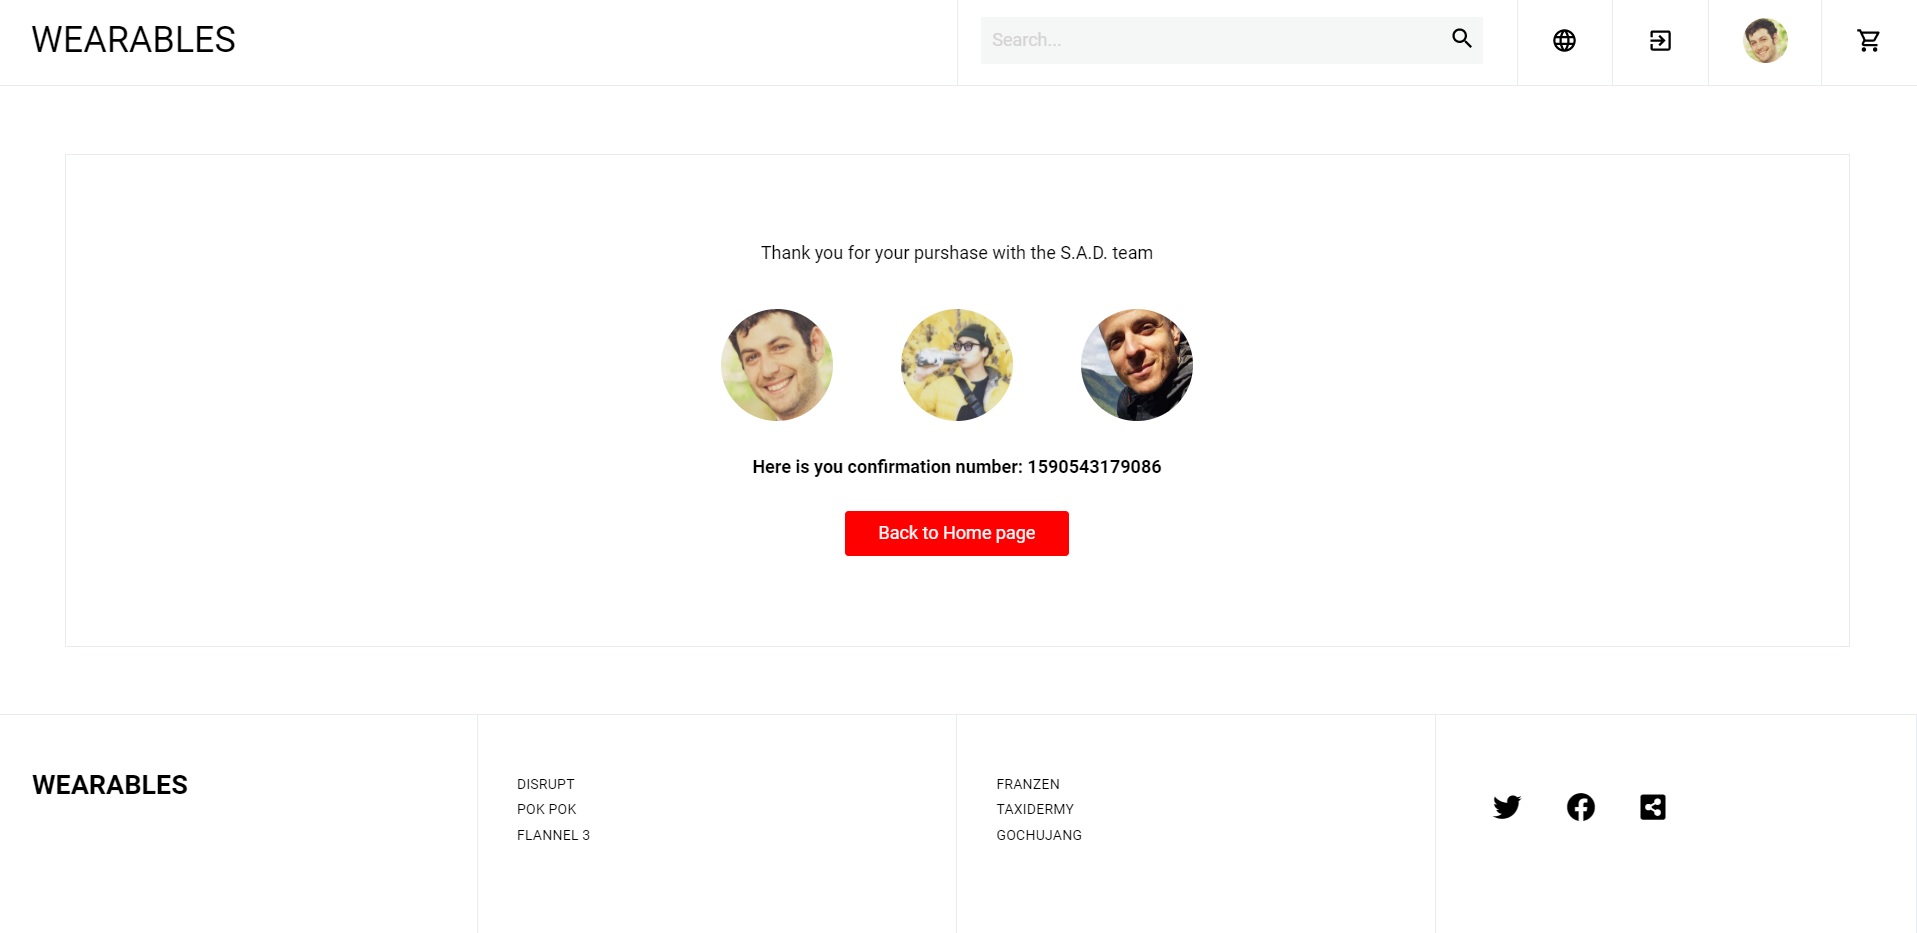 WEARABLES
Search...
Thank you for your purshase with the S.A.D. team
Here is you confirmation number: 1590543179086
Back to Home page
WEARABLES
DISRUPT
POK POK
FLANNEL 3
FRANZEN
TAXIDERMY
GOCHUJANG